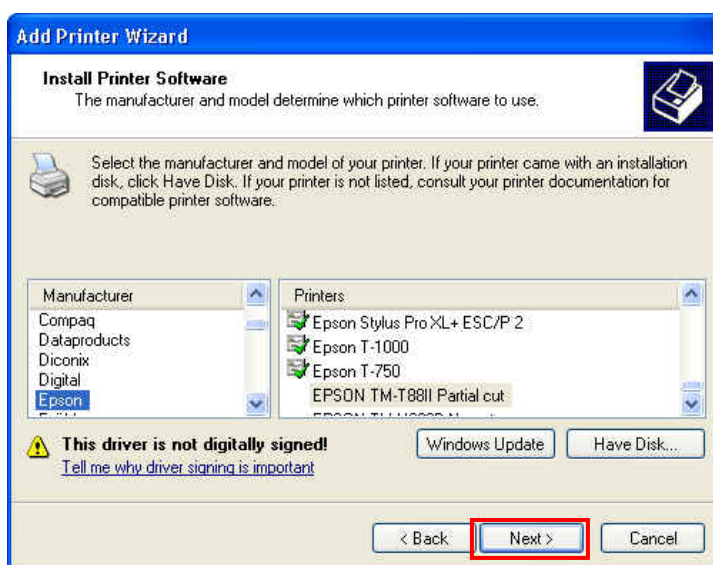 Add Printer Wizard
Install Printer Software
The manufacturer and model determine which printer software to use.
Select the manufacturer and model of your printer. If your printer came with an installation
disk, click Have Disk. If your printer is not listed, consult your printer documentation for
compatible printer software.
Manufacturer
Compaq
Dataproducts
Diconix
Digital
Epson
Printers
Epson Stylus Pro XL+ ESC/P 2
Epson T-1000
Epson T-750
EPSON TM-T88II Partial cut
This driver is not digitally signed!
Tell me why driver signing is important
Windows Update
Have Disk...
< Back
Next >
Cancel